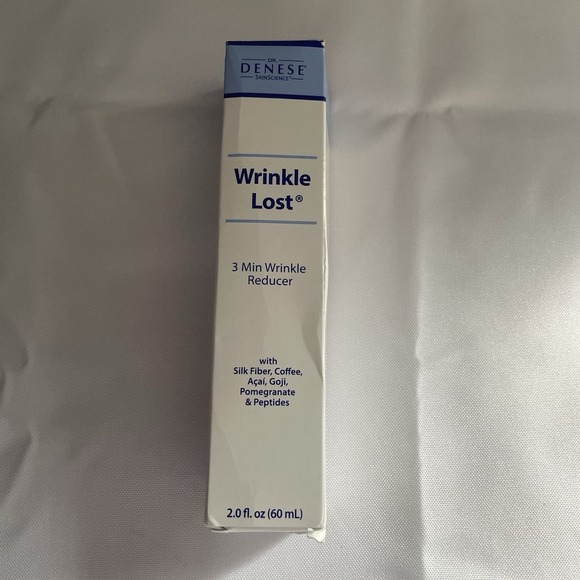 DR.
DENESE®
SKINSCIENCE™
Wrinkle
Lost®
3 Min Wrinkle
Reducer
with
Silk Fiber, Coffee,
Açaí, Goji,
Pomegranate
& Peptides
2.0 fl. oz (60 mL)